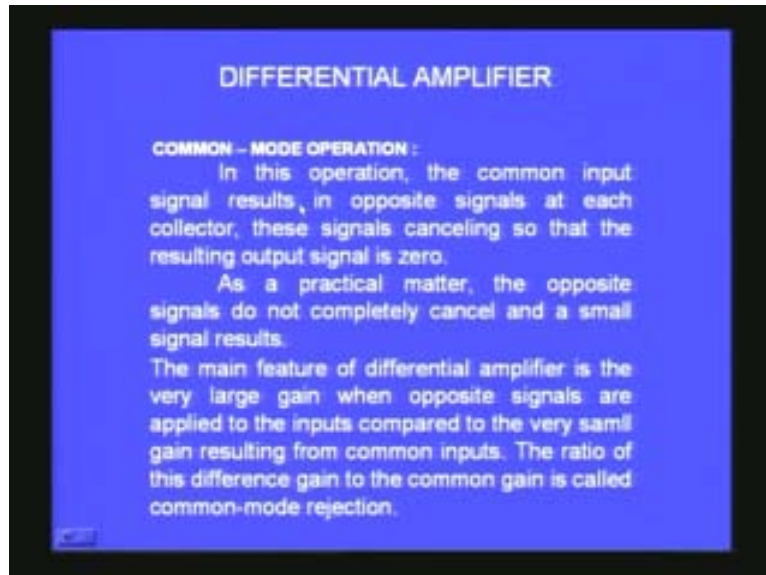 DIFFERENTIAL AMPLIFIER
COMMON – MODE OPERATION :
In this operation, the common input
signal results in opposite signals at each
collector, these signals canceling so that the
resulting output signal is zero.
As a practical matter, the opposite
signals do not completely cancel and a small
signal results.
The main feature of differential amplifier is the
very large gain when opposite signals are
applied to the inputs compared to the very samll
gain resulting from common inputs. The ratio of
this difference gain to the common gain is called
common-mode rejection.